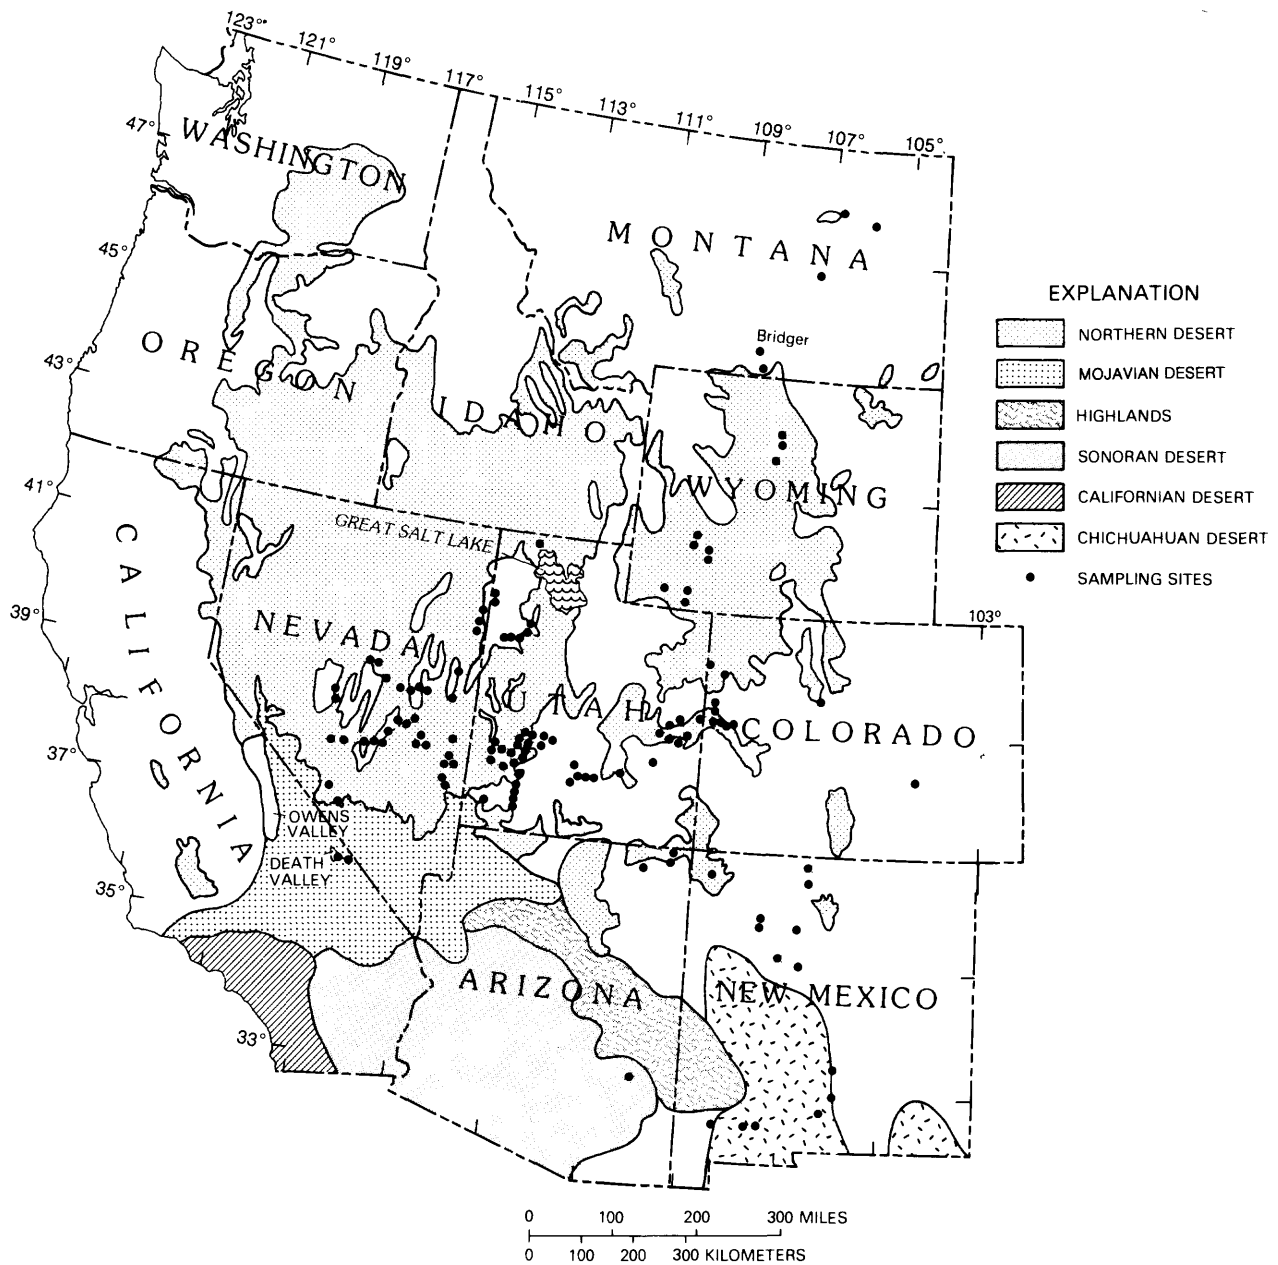 123°
121°
119°
117°
115°
113°
111°
109°
107°
105°
47°
WASHINGTON
MONTANA
45°
EXPLANATION
NORTHERN DESERT
MOJAVIAN DESERT
HIGHLANDS
SONORAN DESERT
CALIFORNIAN DESERT
CHICHUAHUAN DESERT
SAMPLING SITES
Bridger
OREGON
43°
IDAHO
WYOMING
41°
GREAT SALT LAKE
CALIFORNIA
39°
NEVADA
103°
UTAH
COLORADO
37°
OWENS
VALLEY
DEATH
VALLEY
35°
ARIZONA
NEW MEXICO
33°
0 100 200 300 MILES
0 100 200 300 KILOMETERS